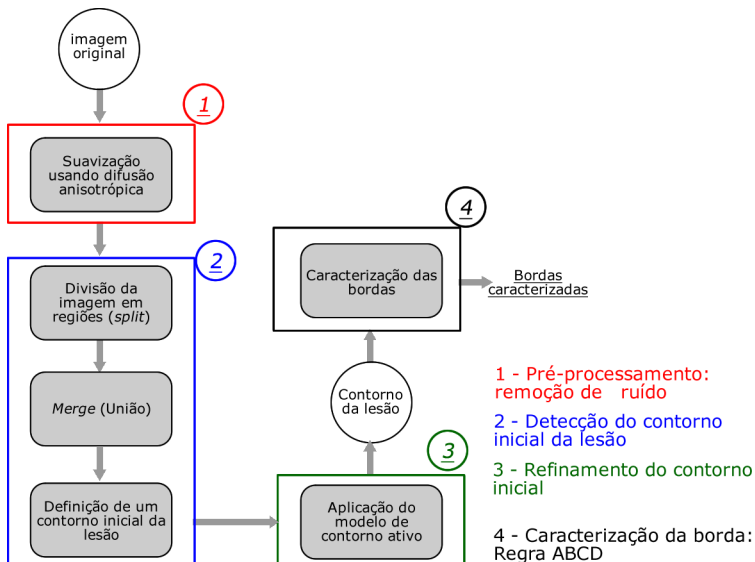 imagem
original
1
Suavização
usando difusão
anisotrópica
2
Divisão da
imagem em
regiões (split)
Merge (União)
Definição de um
contorno inicial da
lesão
4
Caracterização das
bordas
Bordas
caracterizadas
Contorno
da lesão
3
Aplicação do
modelo de
contorno ativo
1 - Pré-processamento:
remoção de ruído
2 - Detecção do contorno
inicial da lesão
3 - Refinamento do contorno
inicial
4 - Caracterização da borda:
Regra ABCD